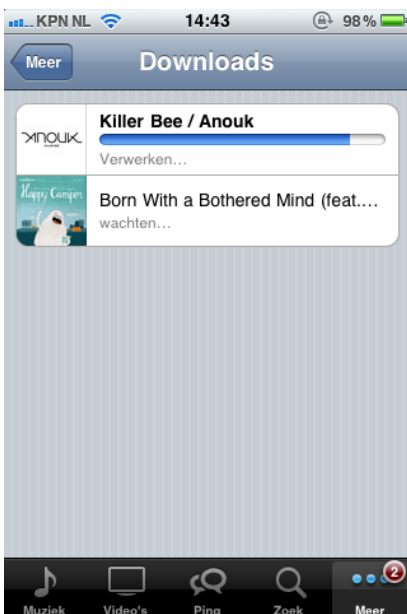 KPN NL 14:43 98%
Meer Downloads
ANOUK
Killer Bee / Anouk
Verwerken...
Happy Camper
Born With a Bothered Mind (feat....
wachten...
2
Muziek Video's Ping Zoek Meer